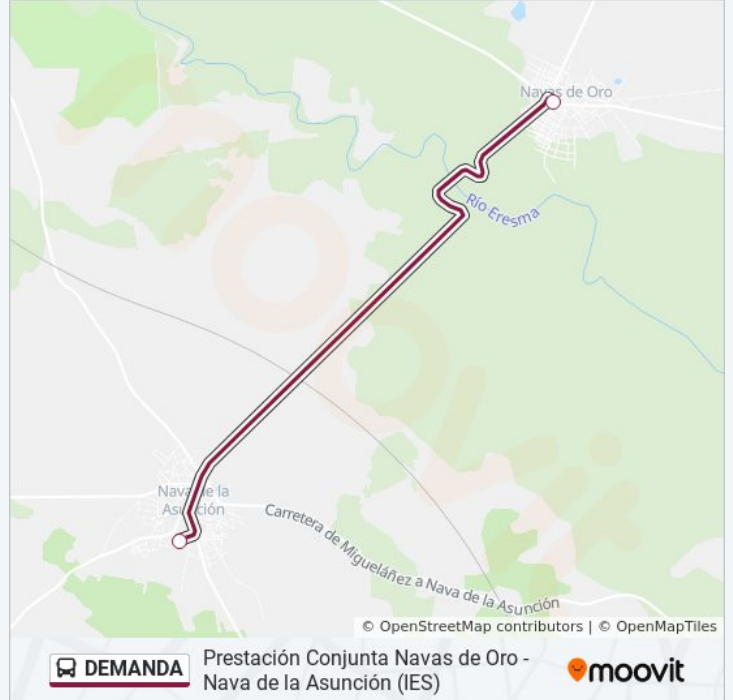 Navas de Oro
Río Eresma
Nava de la
Asunción
Carretera de Migueláñez a Nava de la Asunción
© OpenStreetMap contributors | © OpenMapTiles
DEMANDA
Prestación Conjunta Navas de Oro -
Nava de la Asunción (IES)
moovit
moovit